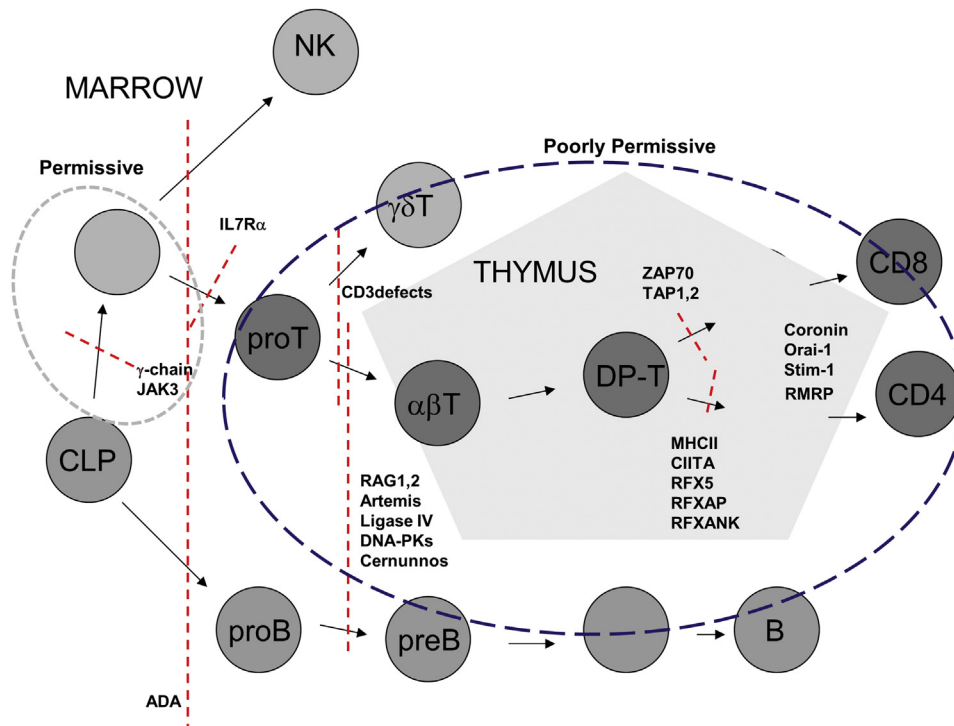 NK
MARROW
Permissive
Poorly Permissive
IL7Rα
γδT
THYMUS
ZAP70
TAP1,2
CD8
CD3defects
proT
Coronin
Orai-1
Stim-1
RMRP
γ-chain
JAK3
DP-T
αβT
CD4
CLP
MHCII
CIITA
RFX5
RFXAP
RFXANK
RAG1,2
Artemis
Ligase IV
DNA-PKs
Cernunnos
proB
preB
B
ADA